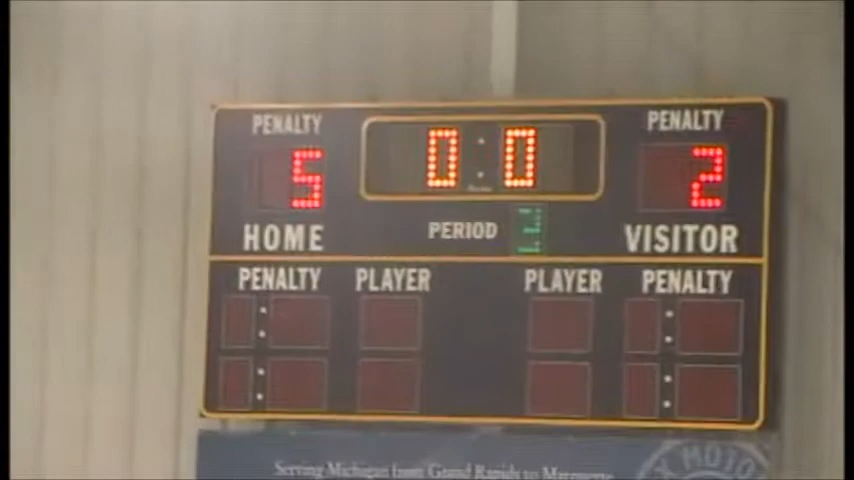 PENALTY PENALTY
5 0:0 2
HOME PERIOD VISITOR
PENALTY PLAYER PLAYER PENALTY
Serving Michigan from Grand Rapids to Marquette
MOTO